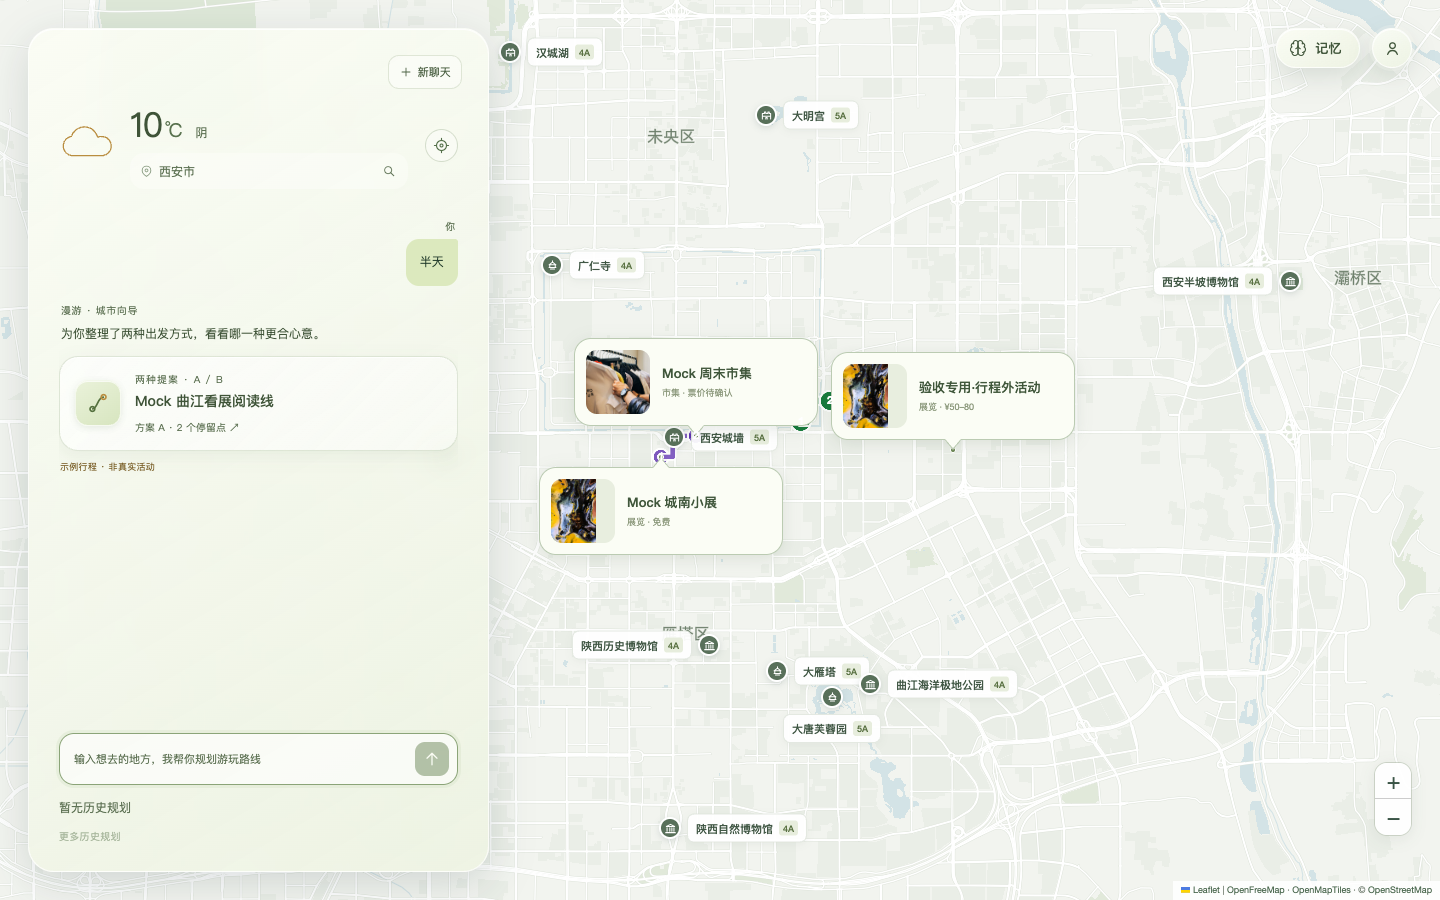 新聊天
10°C 阴
西安市
你
半天
漫游 · 城市向导
为你整理了两种出发方式，看看哪一种更合心意。
两种提案 · A / B
Mock 曲江看展阅读线
方案 A · 2 个停留点 ↗
示例行程 · 非真实活动
输入想去的地方，我帮你规划游玩路线
暂无历史规划
更多历史规划
汉城湖 4A
大明宫 5A
未央区
记忆
广仁寺 4A
西安半坡博物馆 4A
灞桥区
Mock 周末市集
市集 · 票价待确认
验收专用·行程外活动
展览 · ¥50–80
2
西安城墙 5A
Mock 城南小展
展览 · 免费
雁塔区
陕西历史博物馆 4A
大雁塔 5A
曲江海洋极地公园 4A
大唐芙蓉园 5A
陕西自然博物馆 4A
+
−
Leaflet | OpenFreeMap · OpenMapTiles · © OpenStreetMap